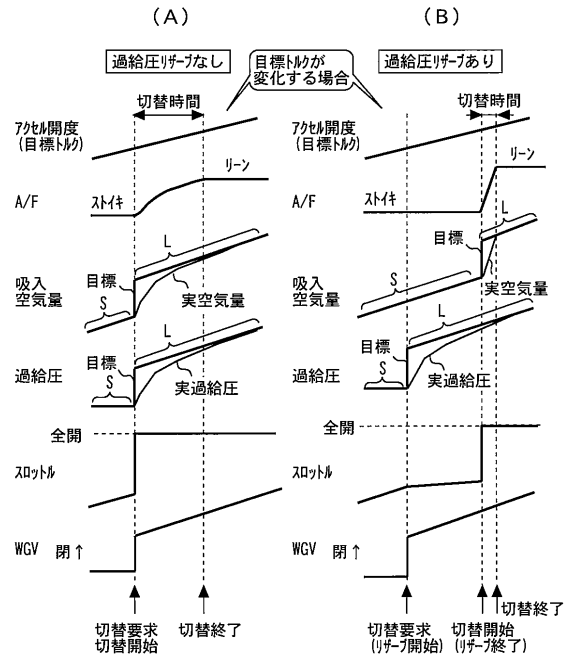 (A)
(B)
過給圧ﾘｻﾞｰﾌﾞなし
目標ﾄﾙｸが
変化する場合
過給圧ﾘｻﾞｰﾌﾞあり
切替時間
切替時間
ｱｸｾﾙ開度
(目標ﾄﾙｸ)
ｱｸｾﾙ開度
(目標ﾄﾙｸ)
リーン
リーン
A/F
ストイキ
A/F
ストイキ
L
目標
S
吸入
空気量
実空気量
L
目標
S
吸入
空気量
実空気量
L
目標
S
過給圧
実過給圧
L
目標
S
過給圧
実過給圧
全開
ｽﾛｯﾄﾙ
全開
ｽﾛｯﾄﾙ
WGV
閉↑
WGV
閉↑
切替要求
切替開始
切替終了
切替要求
(ﾘｻﾞｰﾌﾞ開始)
切替開始
(ﾘｻﾞｰﾌﾞ終了)
切替終了